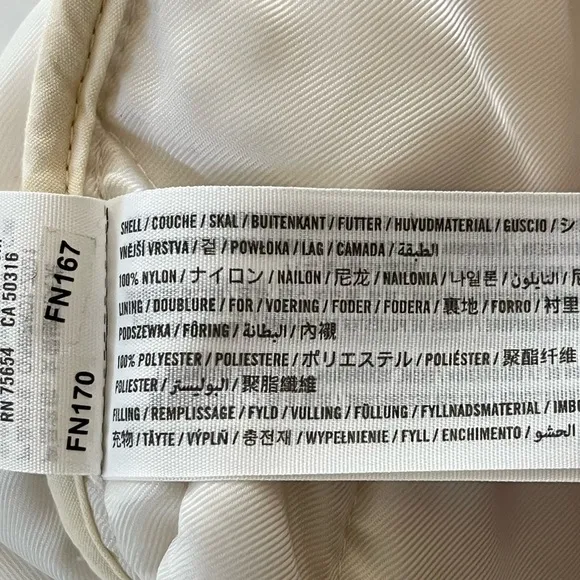 SHELL / COUCHE / SKAL / BUITENKANT / FUTTER / HUVUDMATERIAL / GUSCIO / シ
VNĚJŠÍ VRSTVA / 겉 / POWŁOKA / LAG / CAMADA / الطبقة /
100% NYLON / ナイロン / NAILON / 尼龙 / NAILONIA / 나일론 / النايلون /
LINING / DOUBLURE / FOR / VOERING / FODER / FODERA / 裏地 / FORRO / 衬里
PODSZEWKA / FÔRING / البطانة / 內襯
100% POLYESTER / POLIESTERE / ポリエステル / POLIÉSTER / 聚酯纤维
POLIESTER / البوليستر / 聚脂纖維
FILLING / REMPLISSAGE / FYLD / VULLING / FÜLLUNG / FYLLNADSMATERIAL / IMBO
充物 / TÄYTE / VÝPLŇ / 충전재 / WYPEŁNIENIE / FYLL / ENCHIMENTO / الحشو /
RN 75654 CA 50316
FN167
FN170